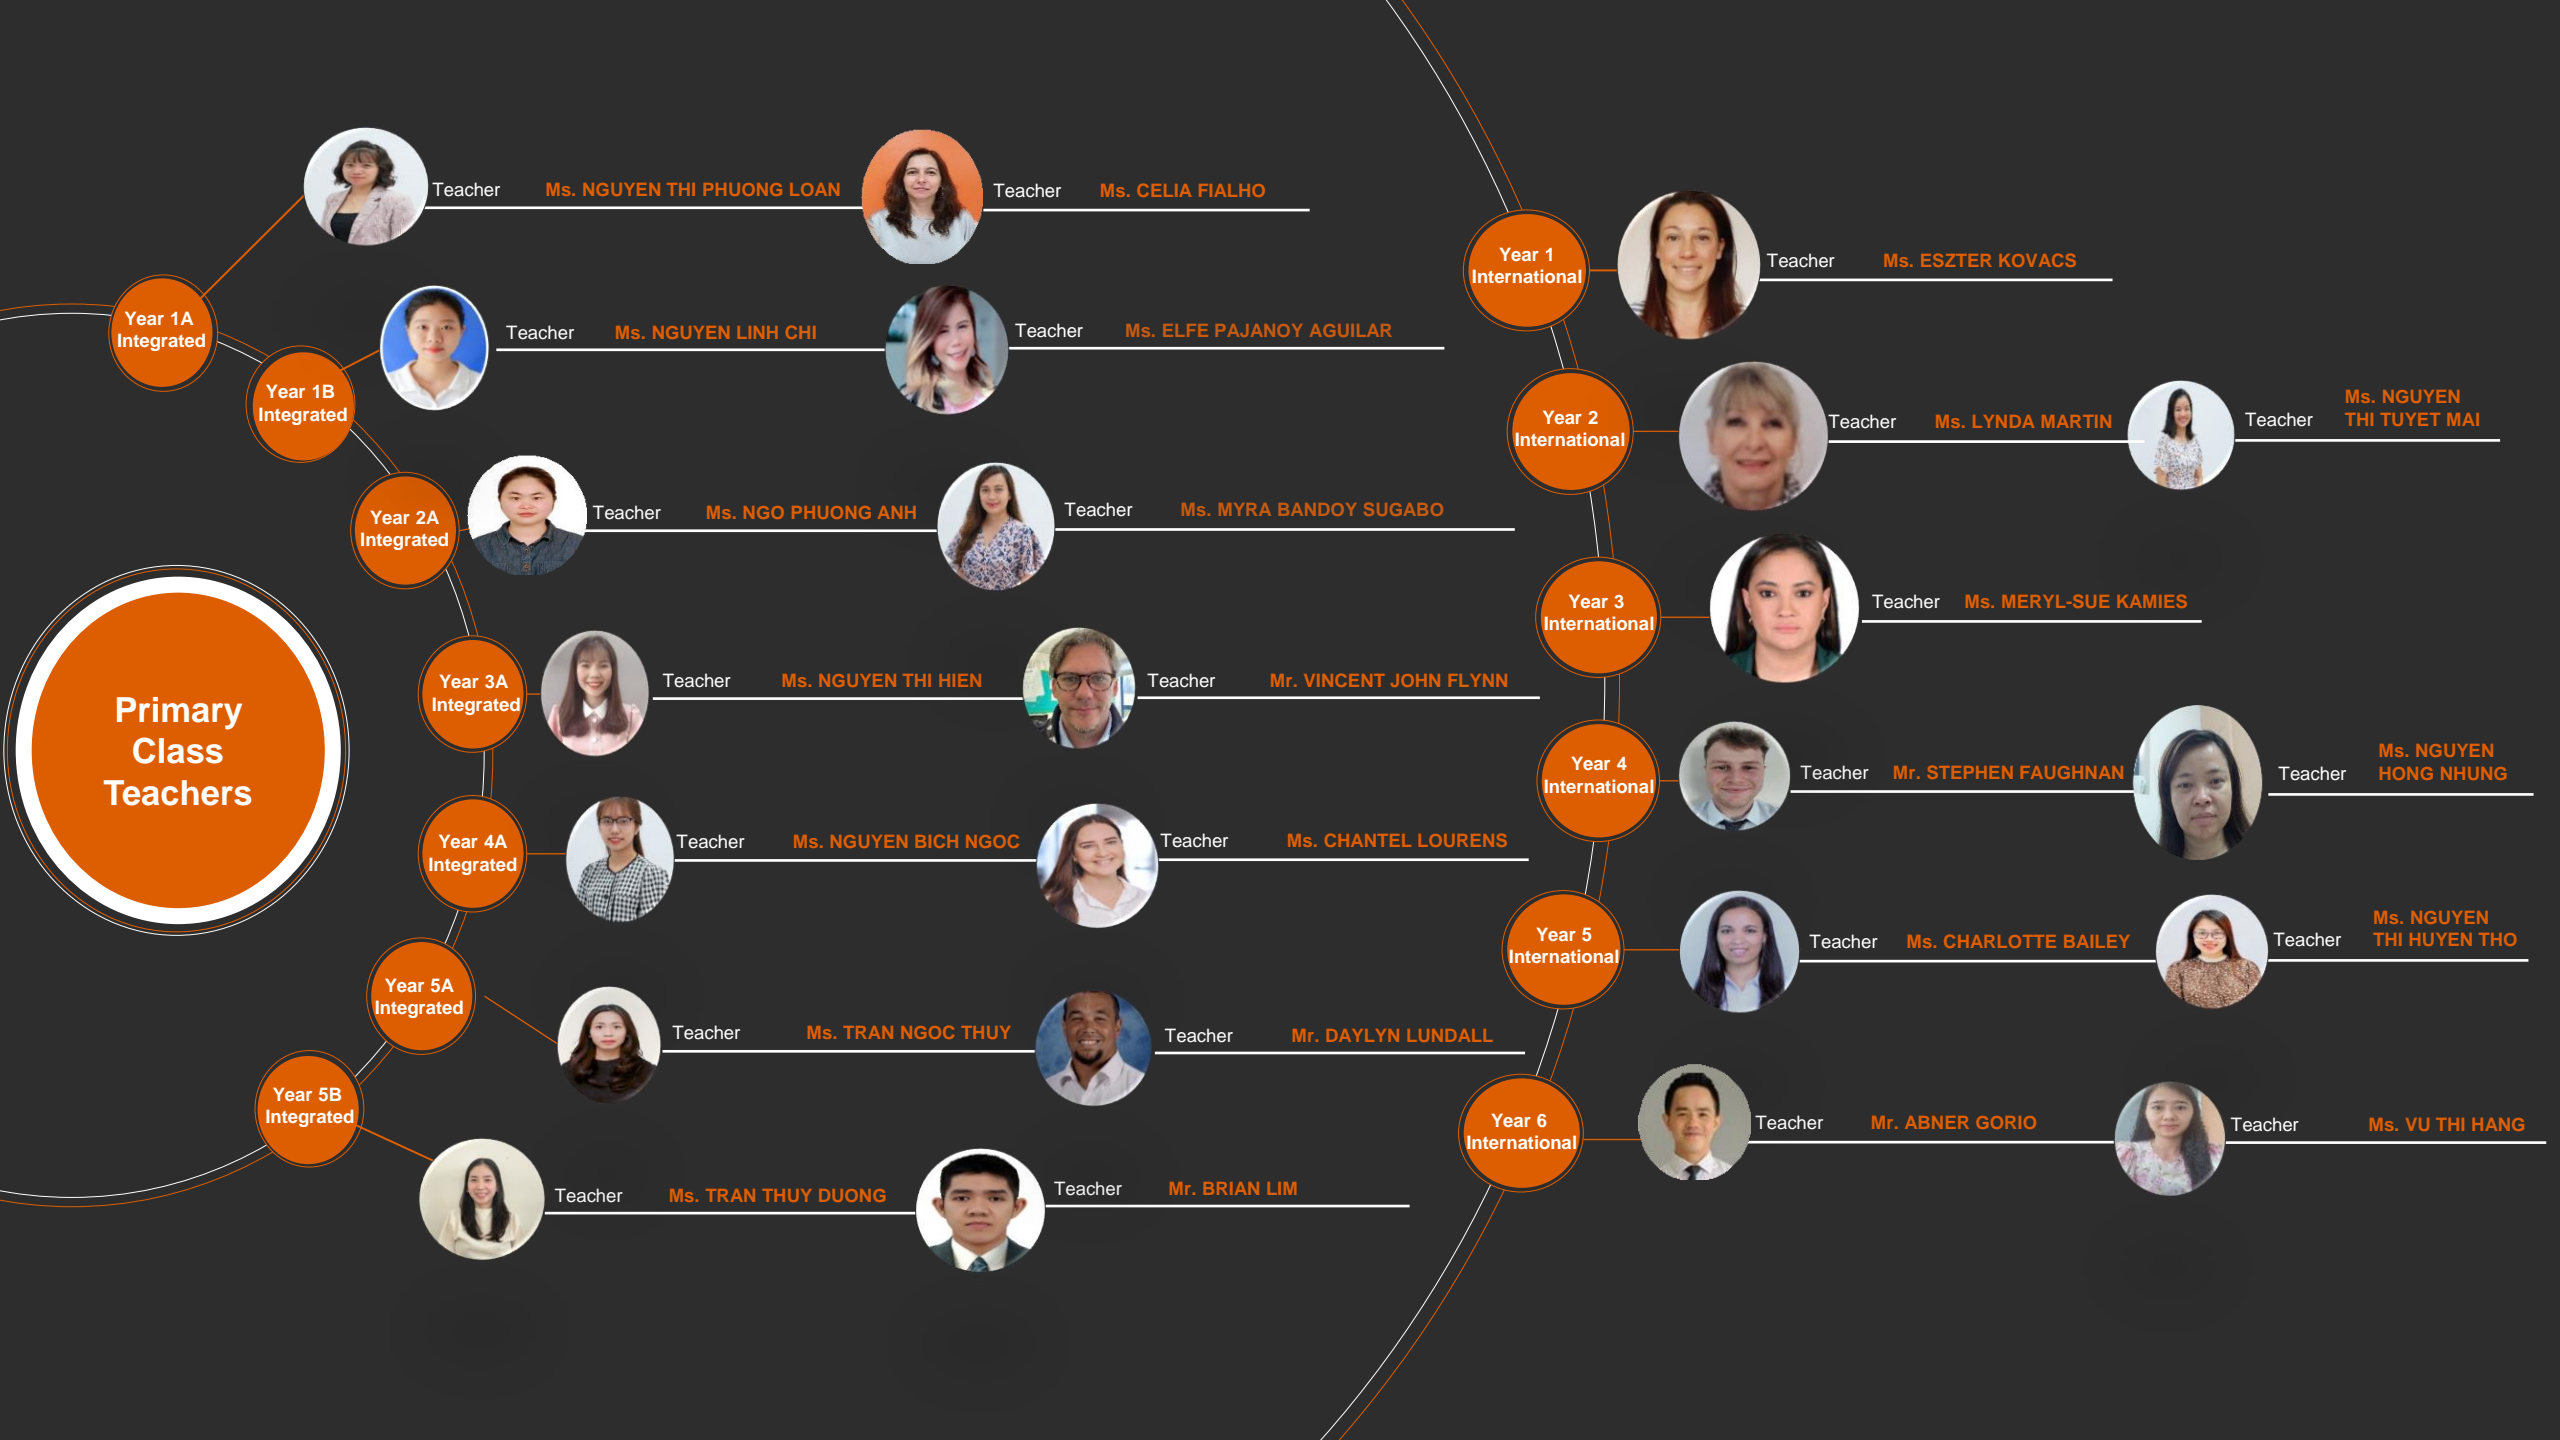 Primary
Class
Teachers
Year 1A
Integrated
Teacher Ms. NGUYEN THI PHUONG LOAN
Teacher Ms. CELIA FIALHO
Year 1B
Integrated
Teacher Ms. NGUYEN LINH CHI
Teacher Ms. ELFE PAJANOY AGUILAR
Year 2A
Integrated
Teacher Ms. NGO PHUONG ANH
Teacher Ms. MYRA BANDOY SUGABO
Year 3A
Integrated
Teacher Ms. NGUYEN THI HIEN
Teacher Mr. VINCENT JOHN FLYNN
Year 4A
Integrated
Teacher Ms. NGUYEN BICH NGOC
Teacher Ms. CHANTEL LOURENS
Year 5A
Integrated
Teacher Ms. TRAN NGOC THUY
Teacher Mr. DAYLYN LUNDALL
Year 5B
Integrated
Teacher Ms. TRAN THUY DUONG
Teacher Mr. BRIAN LIM
Year 1
International
Teacher Ms. ESZTER KOVACS
Year 2
International
Teacher Ms. LYNDA MARTIN
Teacher Ms. NGUYEN
THI TUYET MAI
Year 3
International
Teacher Ms. MERYL-SUE KAMIES
Year 4
International
Teacher Mr. STEPHEN FAUGHNAN
Teacher Ms. NGUYEN
HONG NHUNG
Year 5
International
Teacher Ms. CHARLOTTE BAILEY
Teacher Ms. NGUYEN
THI HUYEN THO
Year 6
International
Teacher Mr. ABNER GORIO
Teacher Ms. VU THI HANG